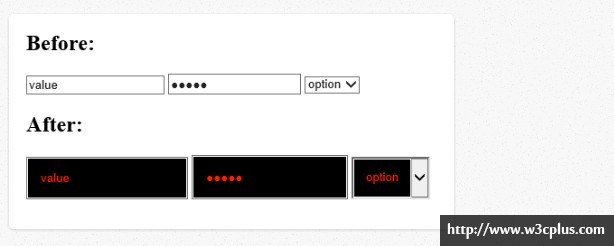 Before:
value ●●●●● option
After:
value ●●●●● option
http://www.w3cplus.com